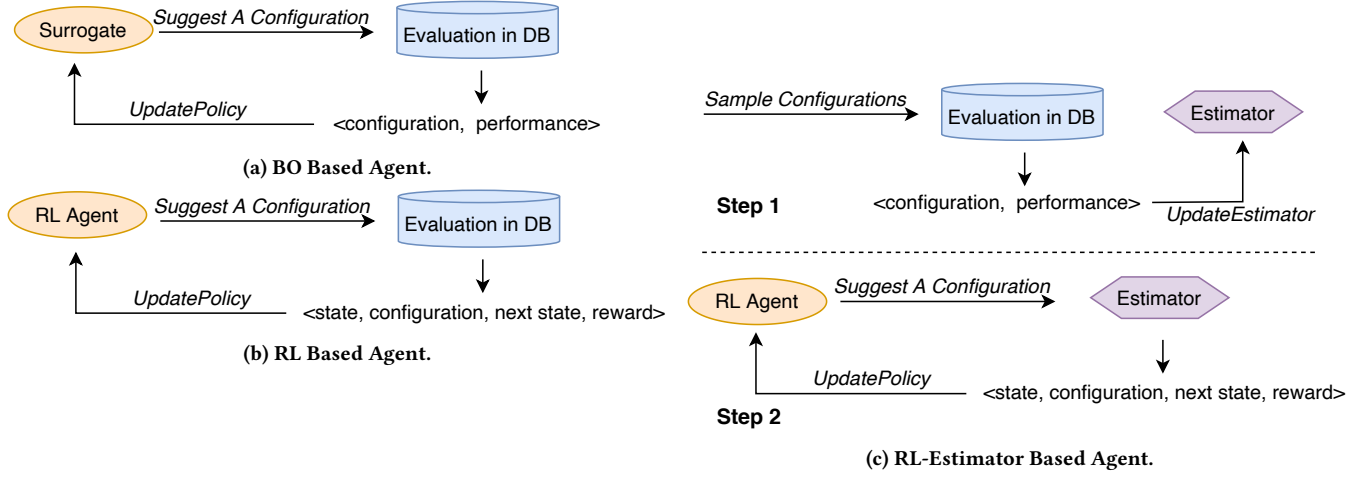 Surrogate
Suggest A Configuration
Evaluation in DB
UpdatePolicy
<configuration, performance>
(a) BO Based Agent.
RL Agent
Suggest A Configuration
Evaluation in DB
UpdatePolicy
<state, configuration, next state, reward>
(b) RL Based Agent.
Sample Configurations
Evaluation in DB
Estimator
Step 1
<configuration, performance>
UpdateEstimator
RL Agent
Suggest A Configuration
Estimator
UpdatePolicy
<state, configuration, next state, reward>
Step 2
(c) RL-Estimator Based Agent.